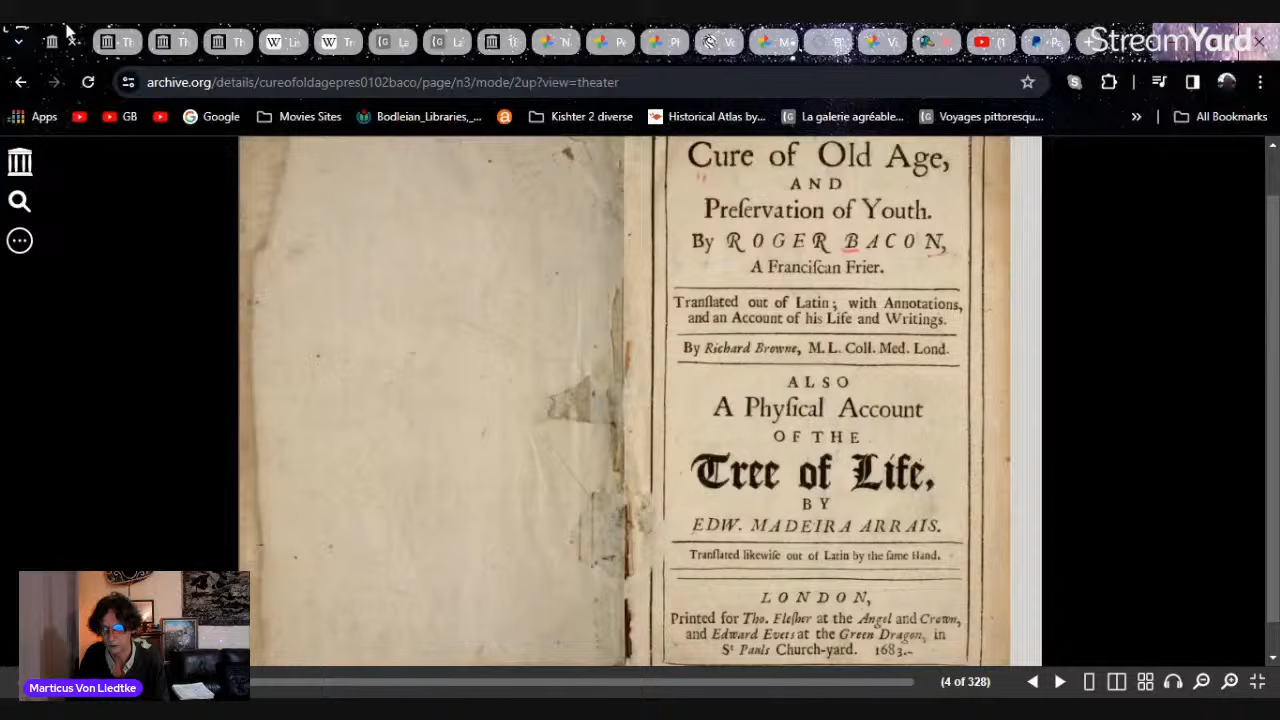 StreamYard
archive.org/details/cureofoldagepres0102baco/page/n3/mode/2up?view=theater
Apps GB Google Movies Sites Bodleian_Libraries,_... Kishter 2 diverse Historical Atlas by... La galerie agréable... Voyages pittoresqu... » All Bookmarks
Cure of Old Age,
AND
Preſervation of Youth.
By ROGER BACON,
A Franciſcan Frier.
Tranſlated out of Latin; with Annotations,
and an Account of his Life and Writings.
By Richard Browne, M. L. Coll. Med. Lond.
ALSO
A Phyſical Account
OF THE
Tree of Life,
BY
EDW. MADEIRA ARRAIS.
Tranſlated likewiſe out of Latin by the ſame Hand.
LONDON,
Printed for Tho. Fleſher at the Angel and Crown,
and Edward Evets at the Green Dragon, in
St Pauls Church-yard. 1683.
Marticus Von Liedtke
(4 of 328)